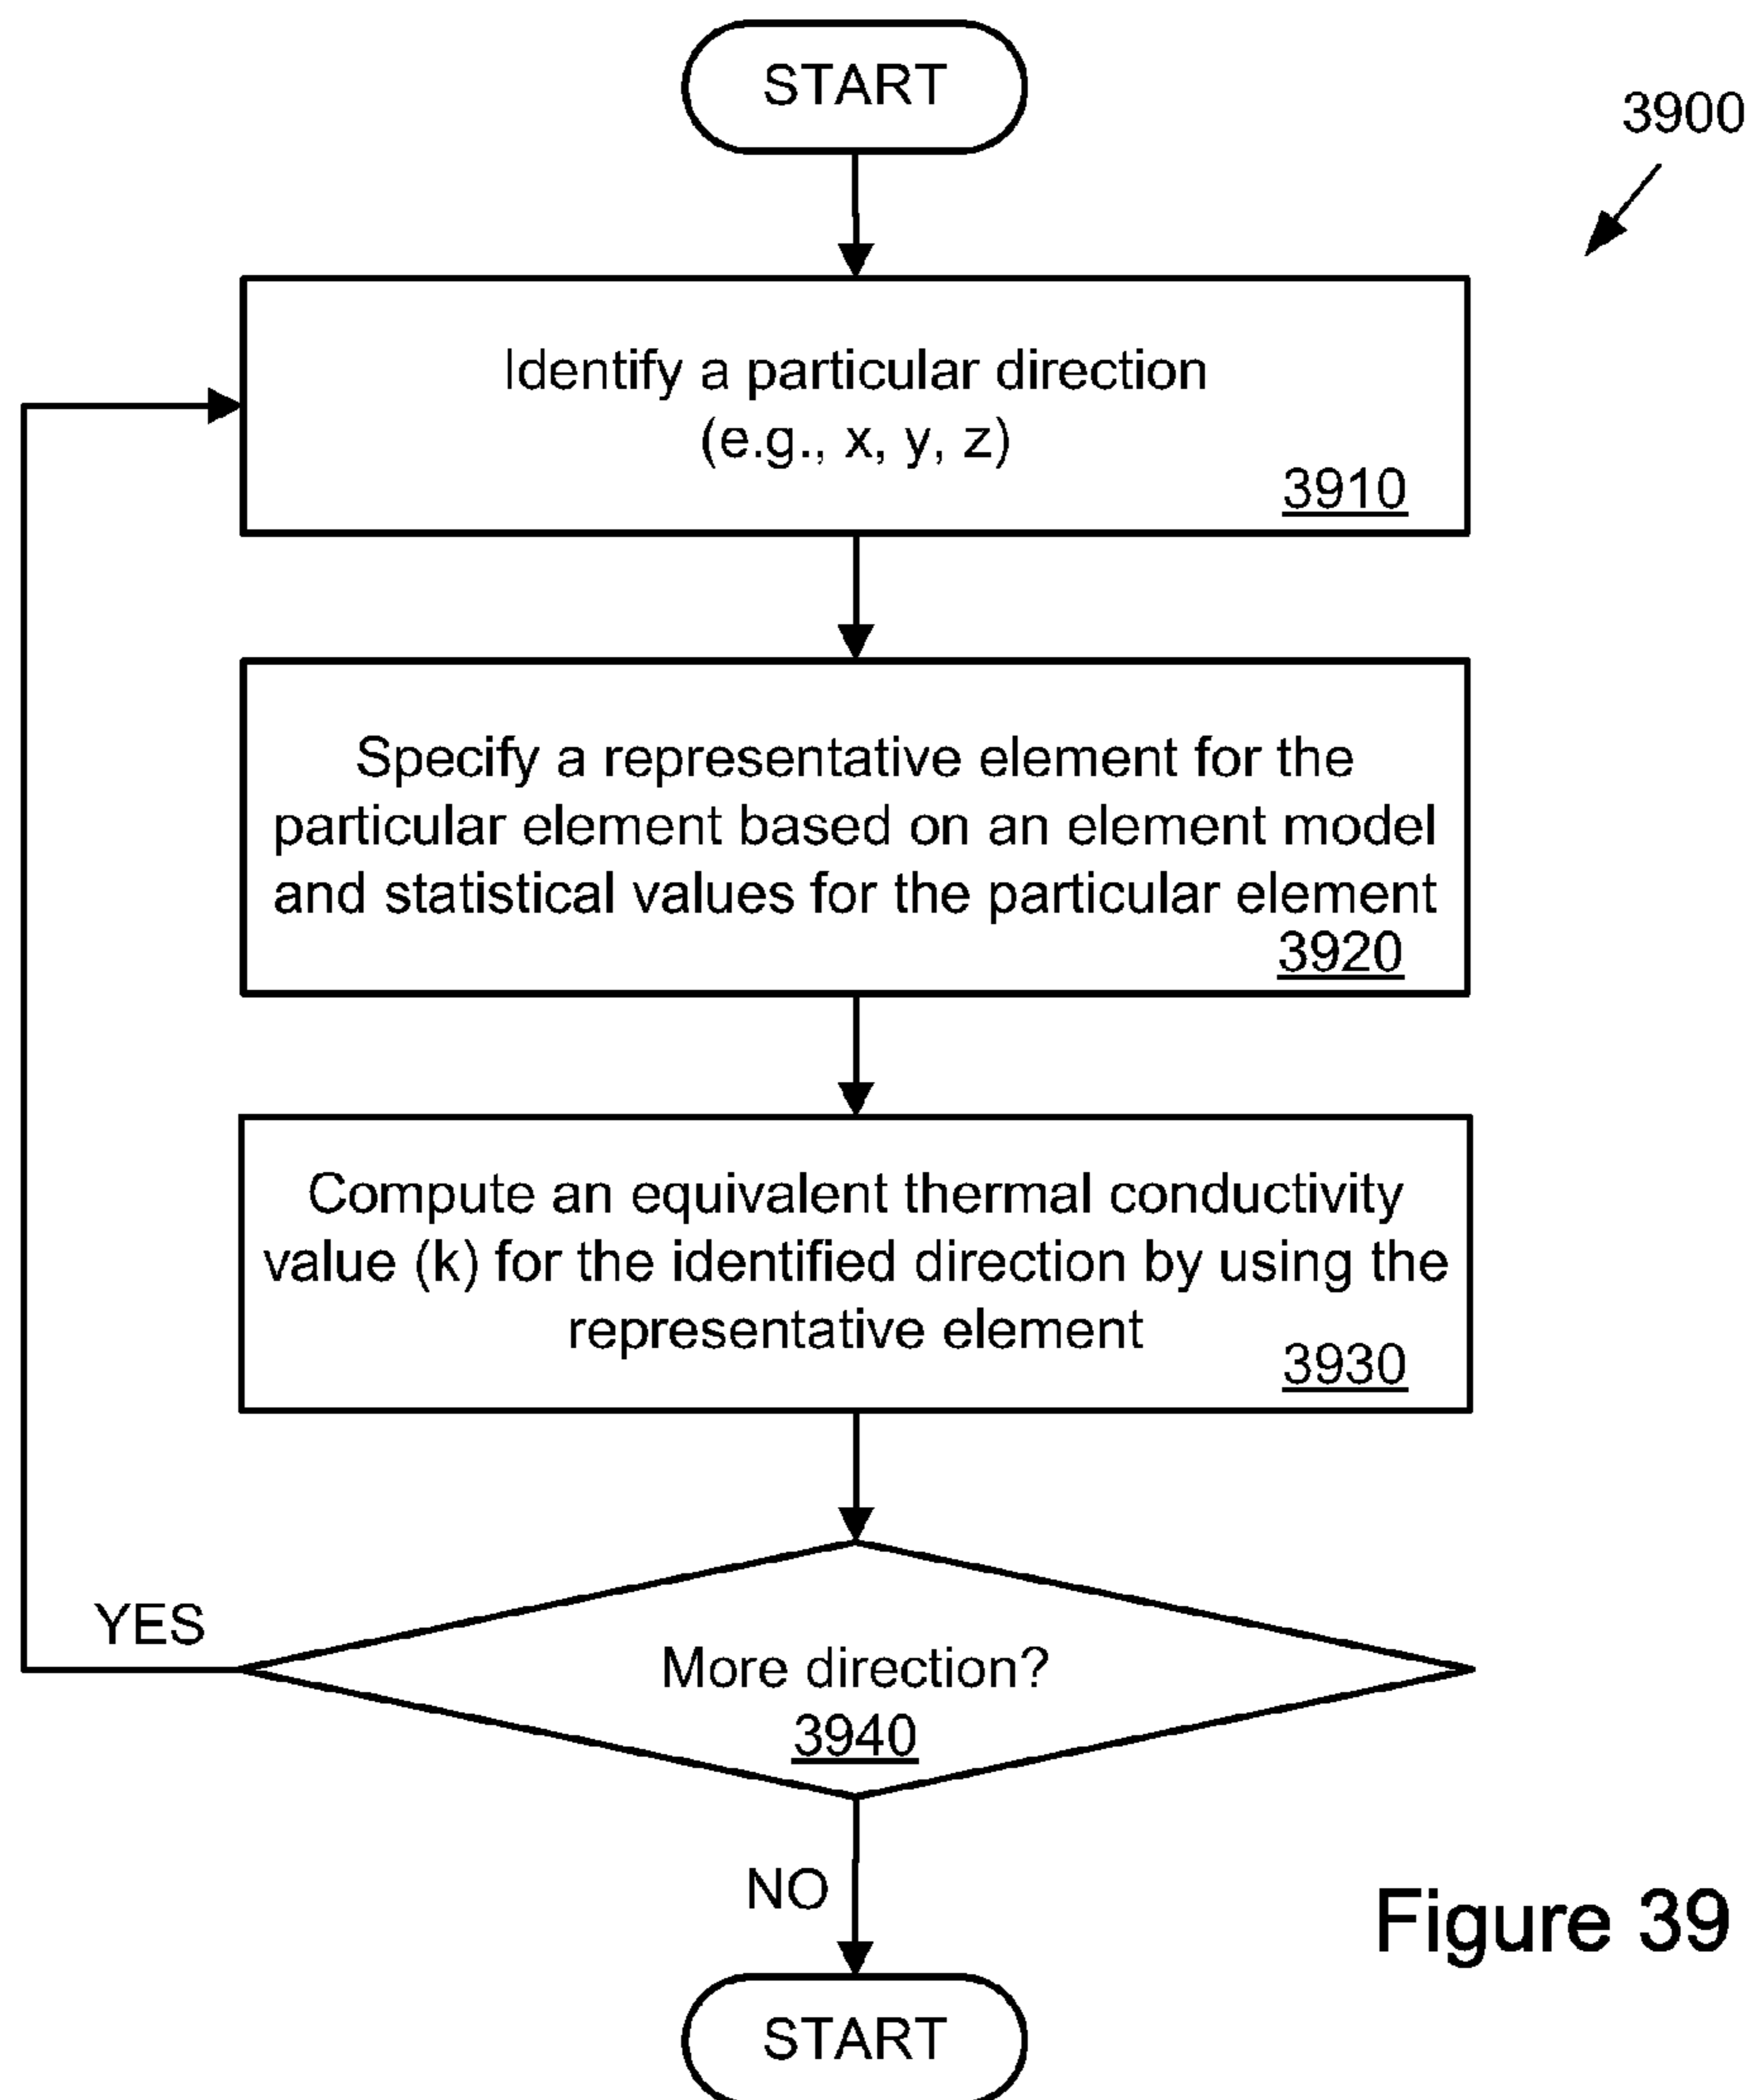 START
3900
Identify a particular direction
(e.g., x, y, z)
3910
Specify a representative element for the
particular element based on an element model
and statistical values for the particular element
3920
Compute an equivalent thermal conductivity
value (k) for the identified direction by using the
representative element
3930
YES
More direction?
3940
NO
Figure 39
START